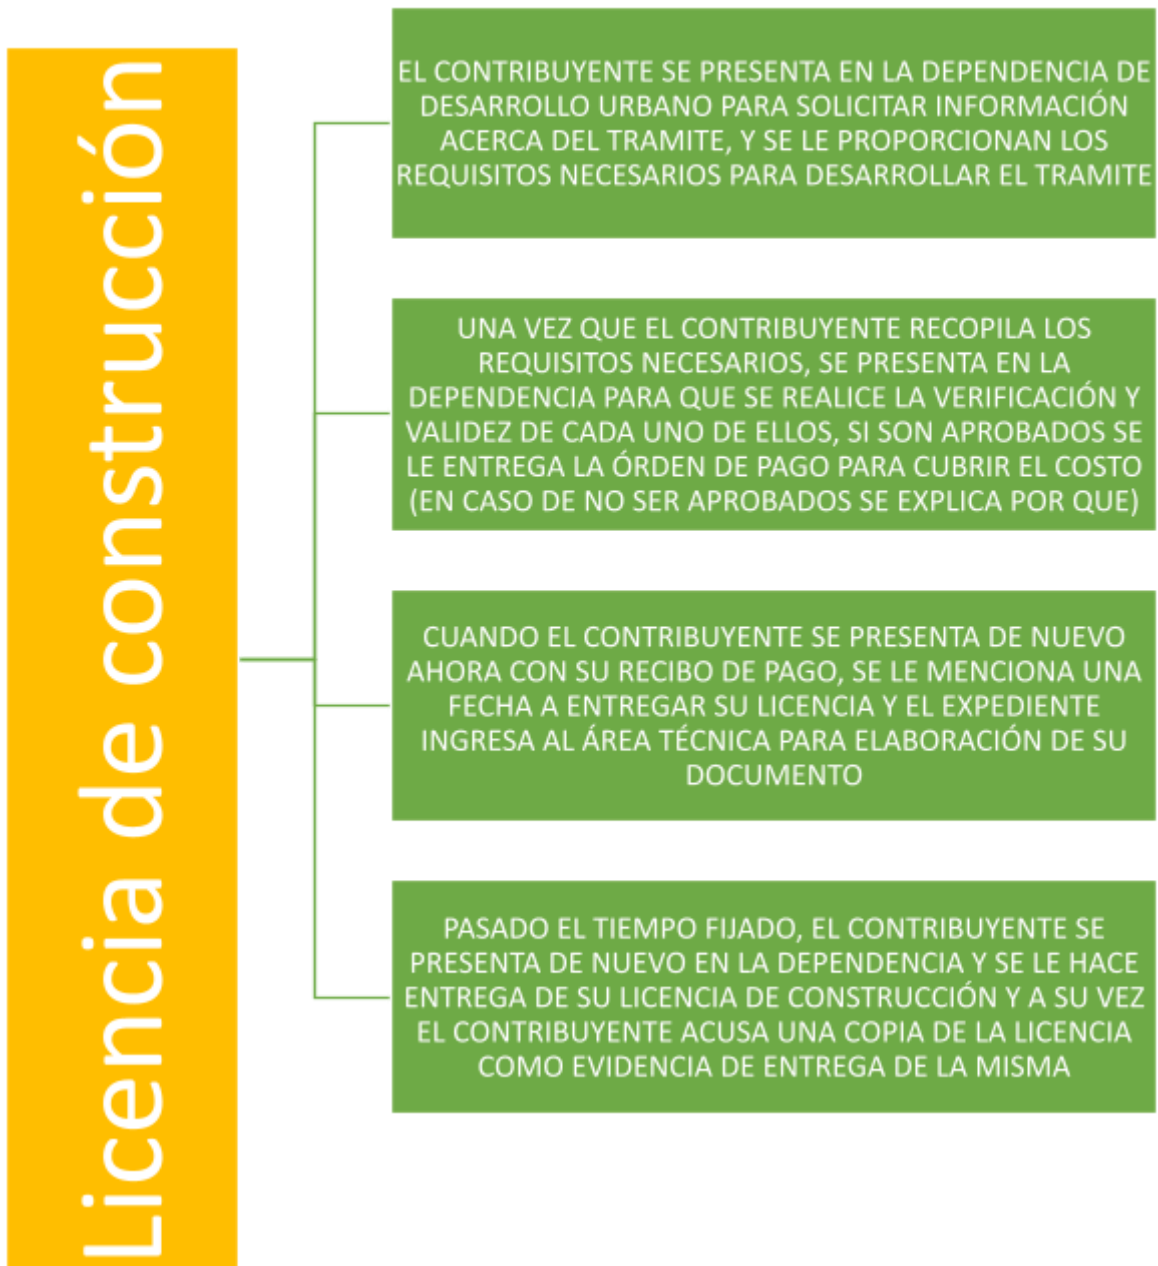 Licencia de construcción
EL CONTRIBUYENTE SE PRESENTA EN LA DEPENDENCIA DE
DESARROLLO URBANO PARA SOLICITAR INFORMACIÓN
ACERCA DEL TRAMITE, Y SE LE PROPORCIONAN LOS
REQUISITOS NECESARIOS PARA DESARROLLAR EL TRAMITE
UNA VEZ QUE EL CONTRIBUYENTE RECOPILA LOS
REQUISITOS NECESARIOS, SE PRESENTA EN LA
DEPENDENCIA PARA QUE SE REALICE LA VERIFICACIÓN Y
VALIDEZ DE CADA UNO DE ELLOS, SI SON APROBADOS SE
LE ENTREGA LA ÓRDEN DE PAGO PARA CUBRIR EL COSTO
(EN CASO DE NO SER APROBADOS SE EXPLICA POR QUE)
CUANDO EL CONTRIBUYENTE SE PRESENTA DE NUEVO
AHORA CON SU RECIBO DE PAGO, SE LE MENCIONA UNA
FECHA A ENTREGAR SU LICENCIA Y EL EXPEDIENTE
INGRESA AL ÁREA TÉCNICA PARA ELABORACIÓN DE SU
DOCUMENTO
PASADO EL TIEMPO FIJADO, EL CONTRIBUYENTE SE
PRESENTA DE NUEVO EN LA DEPENDENCIA Y SE LE HACE
ENTREGA DE SU LICENCIA DE CONSTRUCCIÓN Y A SU VEZ
EL CONTRIBUYENTE ACUSA UNA COPIA DE LA LICENCIA
COMO EVIDENCIA DE ENTREGA DE LA MISMA